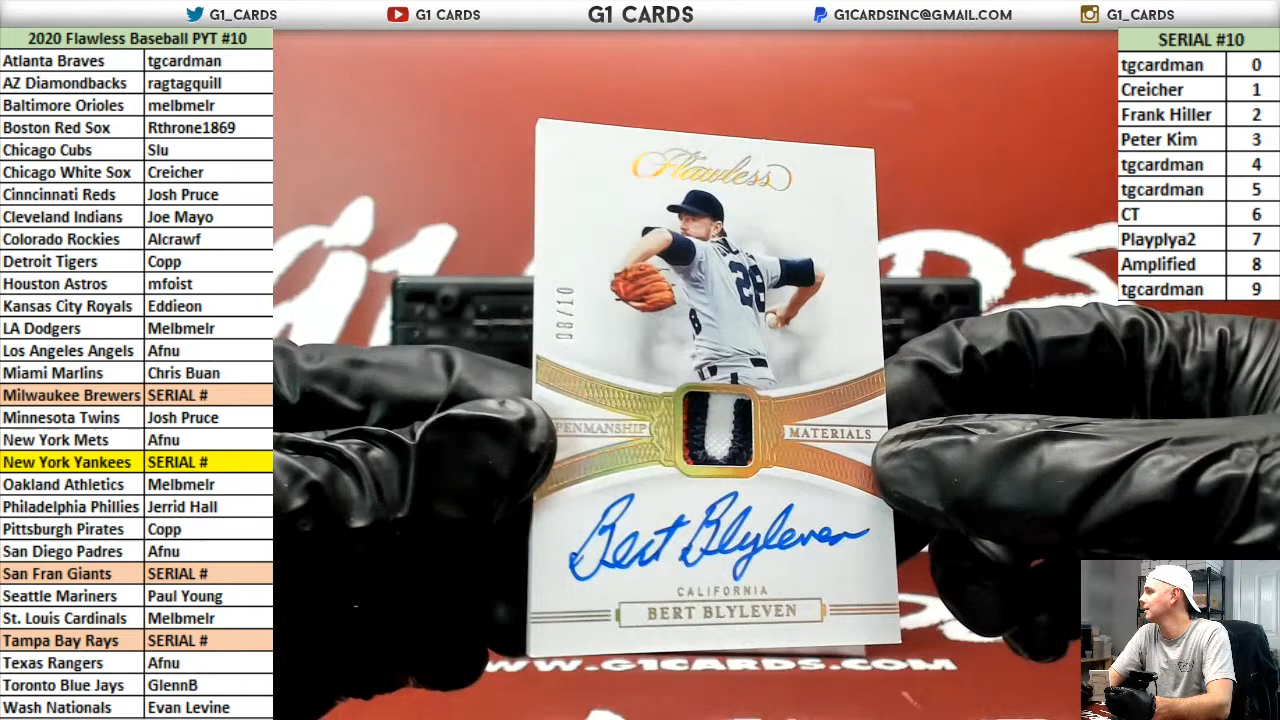 G1_CARDS
G1 CARDS
G1 CARDS
G1CARDSINC@GMAIL.COM
G1_CARDS
2020 Flawless Baseball PYT #10
Atlanta Braves tgcardman
AZ Diamondbacks ragtagquill
Baltimore Orioles melbmelr
Boston Red Sox Rthrone1869
Chicago Cubs Slu
Chicago White Sox Creicher
Cinncinnati Reds Josh Pruce
Cleveland Indians Joe Mayo
Colorado Rockies Alcrawf
Detroit Tigers Copp
Houston Astros mfoist
Kansas City Royals Eddieon
LA Dodgers Melbmelr
Los Angeles Angels Afnu
Miami Marlins Chris Buan
Milwaukee Brewers SERIAL #
Minnesota Twins Josh Pruce
New York Mets Afnu
New York Yankees SERIAL #
Oakland Athletics Melbmelr
Philadelphia Phillies Jerrid Hall
Pittsburgh Pirates Copp
San Diego Padres Afnu
San Fran Giants SERIAL #
Seattle Mariners Paul Young
St. Louis Cardinals Melbmelr
Tampa Bay Rays SERIAL #
Texas Rangers Afnu
Toronto Blue Jays GlennB
Wash Nationals Evan Levine
SERIAL #10
tgcardman 0
Creicher 1
Frank Hiller 2
Peter Kim 3
tgcardman 4
tgcardman 5
CT 6
Playplya2 7
Amplified 8
tgcardman 9
Flawless
28
08/10
PENMANSHIP
MATERIALS
Bert Blyleven
CALIFORNIA
BERT BLYLEVEN
WWW.G1CARDS.COM